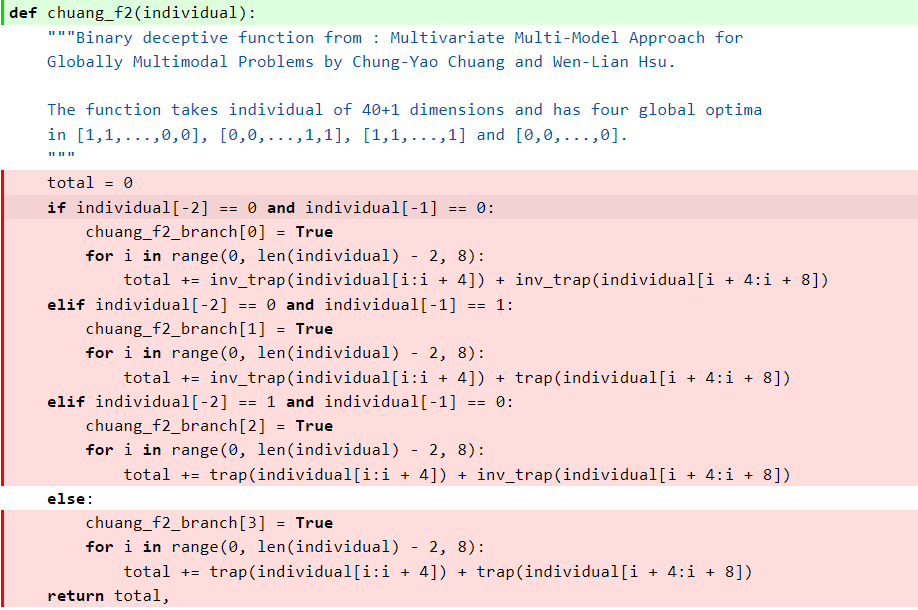 def chuang_f2(individual):
    """Binary deceptive function from : Multivariate Multi-Model Approach for
    Globally Multimodal Problems by Chung-Yao Chuang and Wen-Lian Hsu.

    The function takes individual of 40+1 dimensions and has four global optima
    in [1,1,...,0,0], [0,0,...,1,1], [1,1,...,1] and [0,0,...,0].
    """
    total = 0
    if individual[-2] == 0 and individual[-1] == 0:
        chuang_f2_branch[0] = True
        for i in range(0, len(individual) - 2, 8):
            total += inv_trap(individual[i:i + 4]) + inv_trap(individual[i + 4:i + 8])
    elif individual[-2] == 0 and individual[-1] == 1:
        chuang_f2_branch[1] = True
        for i in range(0, len(individual) - 2, 8):
            total += inv_trap(individual[i:i + 4]) + trap(individual[i + 4:i + 8])
    elif individual[-2] == 1 and individual[-1] == 0:
        chuang_f2_branch[2] = True
        for i in range(0, len(individual) - 2, 8):
            total += trap(individual[i:i + 4]) + inv_trap(individual[i + 4:i + 8])
    else:
        chuang_f2_branch[3] = True
        for i in range(0, len(individual) - 2, 8):
            total += trap(individual[i:i + 4]) + trap(individual[i + 4:i + 8])
    return total,